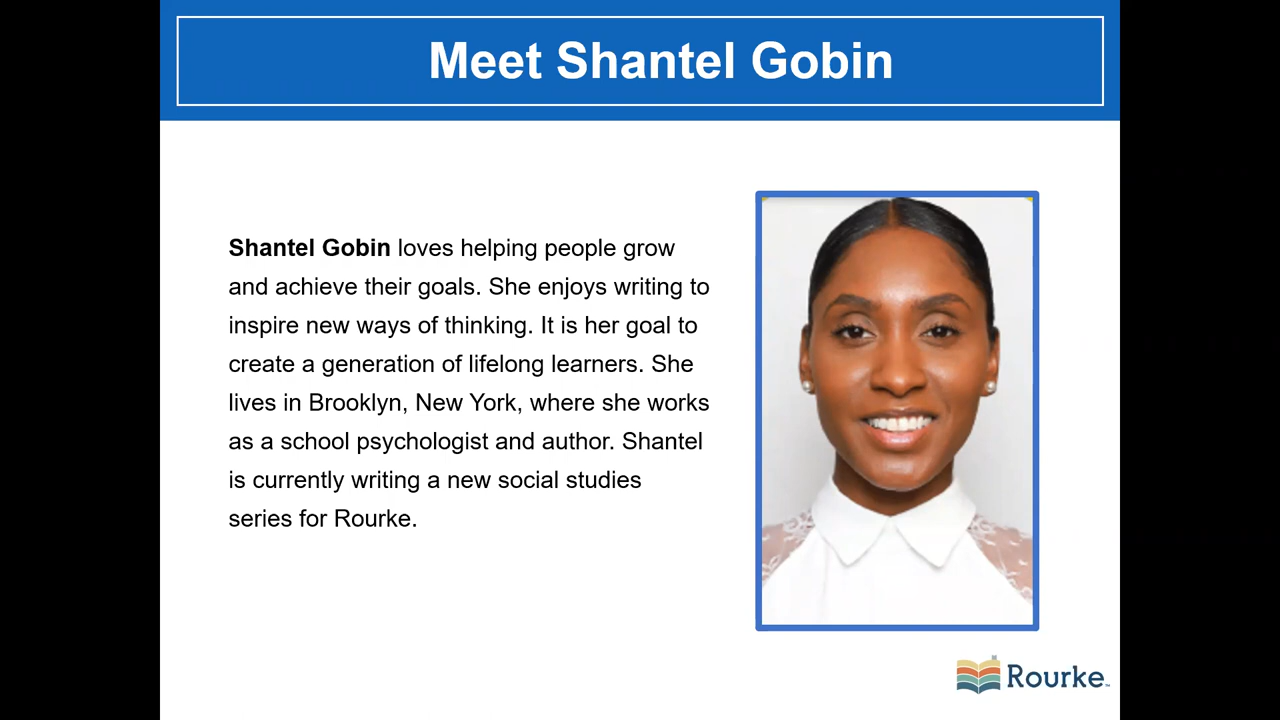 Meet Shantel Gobin
Shantel Gobin loves helping people grow
and achieve their goals. She enjoys writing to
inspire new ways of thinking. It is her goal to
create a generation of lifelong learners. She
lives in Brooklyn, New York, where she works
as a school psychologist and author. Shantel
is currently writing a new social studies
series for Rourke.
Rourke